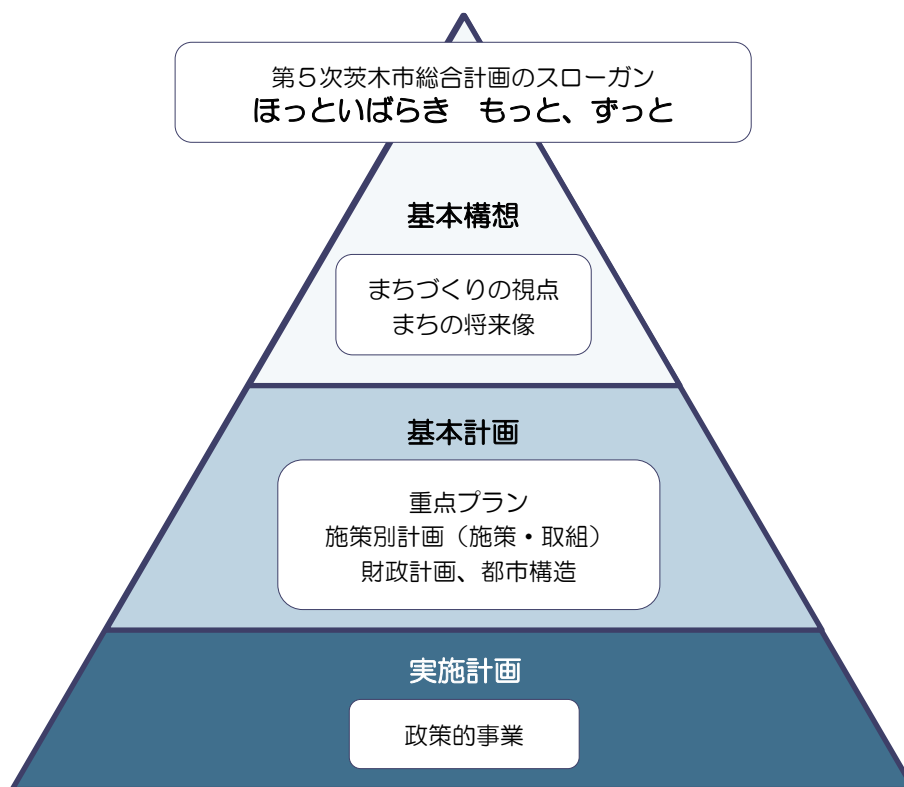 第５次茨木市総合計画のスローガン
ほっといばらき　もっと、ずっと
基本構想
まちづくりの視点
まちの将来像
基本計画
重点プラン
施策別計画（施策・取組）
財政計画、都市構造
実施計画
政策的事業